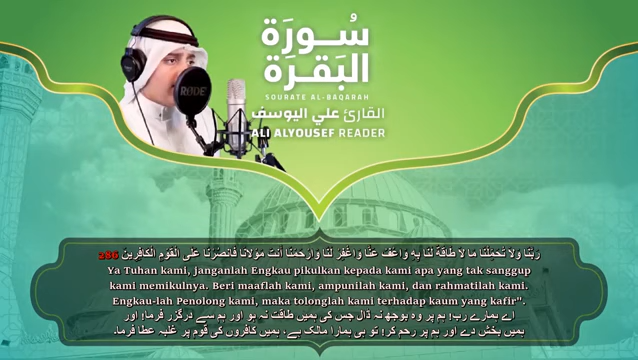 سُورَة
البَقَرَة
SOURATE AL-BAQARAH
القارئ علي اليوسف
ALI ALYOUSEF READER
RODE
رَبَّنَا وَلَا تُحَمِّلْنَا مَا لَا طَاقَةَ لَنَا بِهِ وَاعْفُ عَنَّا وَاغْفِرْ لَنَا وَارْحَمْنَا أَنْتَ مَوْلَانَا فَانْصُرْنَا عَلَى الْقَوْمِ الْكَافِرِينَ 286
Ya Tuhan kami, janganlah Engkau pikulkan kepada kami apa yang tak sanggup
kami memikulnya. Beri maaflah kami, ampunilah kami, dan rahmatilah kami.
Engkau-lah Penolong kami, maka tolonglah kami terhadap kaum yang kafir".
اے ہمارے رب! ہم پر وہ بوجھ نہ ڈال جس کی ہمیں طاقت نہ ہو اور ہم سے درگزر فرما! اور
ہمیں بخش دے اور ہم پر رحم کر! تو ہی ہمارا مالک ہے، ہمیں کافروں کی قوم پر غلبہ عطا فرما۔